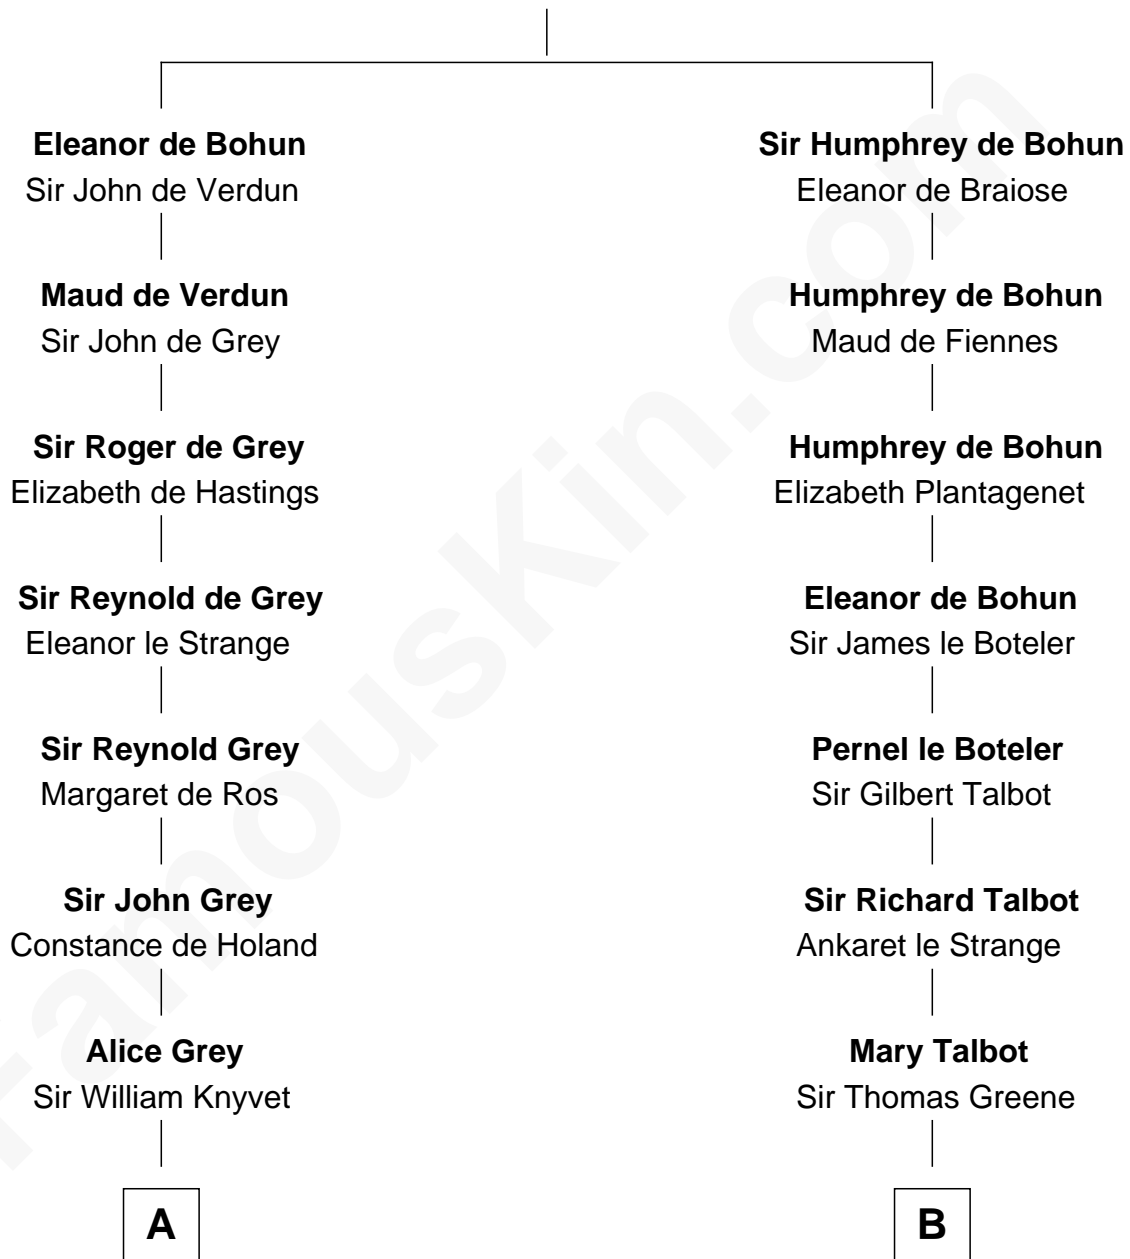 Eleanor de Bohun
Sir John de Verdun
Maud de Verdun
Sir John de Grey
Sir Roger de Grey
Elizabeth de Hastings
Sir Reynold de Grey
Eleanor le Strange
Sir Reynold Grey
Margaret de Ros
Sir John Grey
Constance de Holand
Alice Grey
Sir William Knyvet
A
Sir Humphrey de Bohun
Eleanor de Braiose
Humphrey de Bohun
Maud de Fiennes
Humphrey de Bohun
Elizabeth Plantagenet
Eleanor de Bohun
Sir James le Boteler
Pernel le Boteler
Sir Gilbert Talbot
Sir Richard Talbot
Ankaret le Strange
Mary Talbot
Sir Thomas Greene
B
FamousKin.com